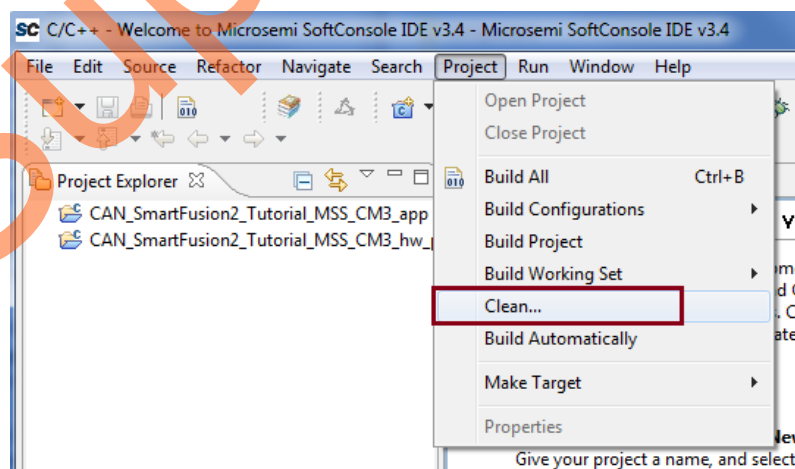 SC C/C++ - Welcome to Microsemi SoftConsole IDE v3.4 - Microsemi SoftConsole IDE v3.4
File Edit Source Refactor Navigate Search Project Run Window Help
Open Project
Close Project
Project Explorer
Build All Ctrl+B
CAN_SmartFusion2_Tutorial_MSS_CM3_app
Build Configurations
CAN_SmartFusion2_Tutorial_MSS_CM3_hw_
Build Project
Build Working Set
Clean...
Build Automatically
Make Target
Properties
Give your project a name, and select